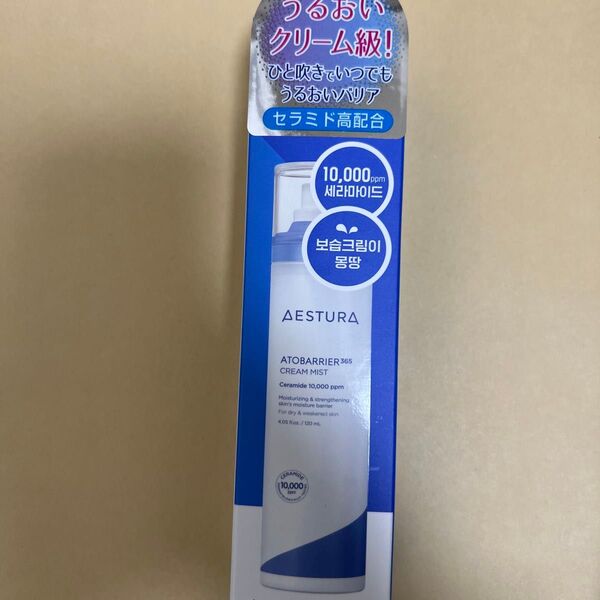 うるおい
クリーム級!
ひと吹きでいつでも
うるおいバリア
セラミド高配合
10,000ppm
세라마이드
보습크림이
몽땅
AESTURA
ATOBARRIER365
CREAM MIST
Ceramide 10,000 ppm
Moisturizing & strengthening
skin's moisture barrier
For dry & weakened skin
4.05 fl.oz. / 120 mL
CERAMIDE
10,000
ppm